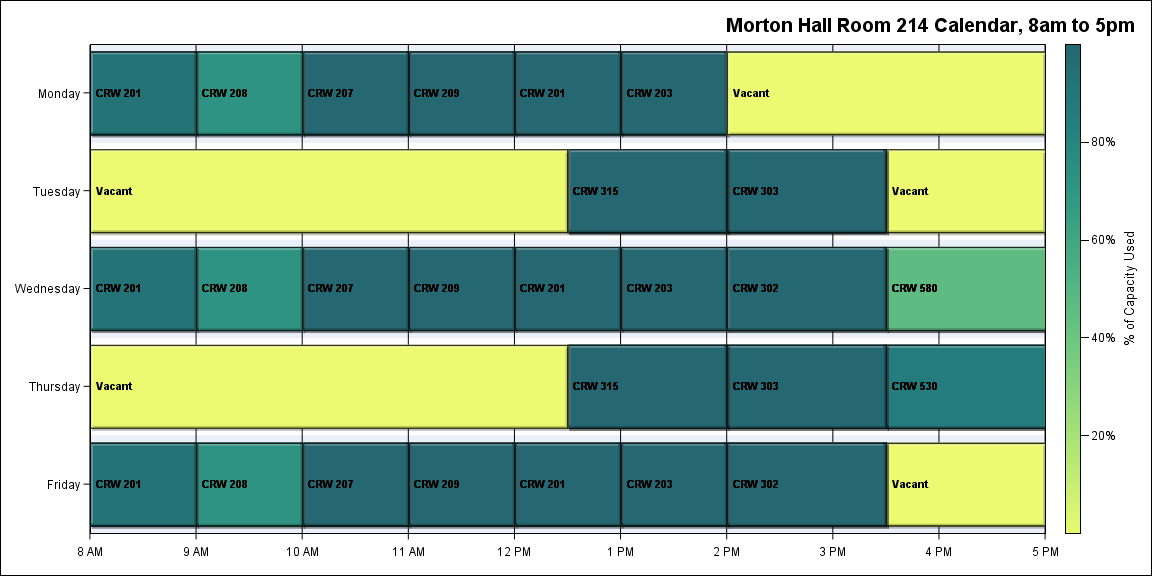 Morton Hall Room 214 Calendar, 8am to 5pm
Monday
CRW 201
CRW 208
CRW 207
CRW 209
CRW 201
CRW 203
Vacant
Tuesday
Vacant
CRW 315
CRW 303
Vacant
Wednesday
CRW 201
CRW 208
CRW 207
CRW 209
CRW 201
CRW 203
CRW 302
CRW 580
Thursday
Vacant
CRW 315
CRW 303
CRW 530
Friday
CRW 201
CRW 208
CRW 207
CRW 209
CRW 201
CRW 203
CRW 302
Vacant
8 AM
9 AM
10 AM
11 AM
12 PM
1 PM
2 PM
3 PM
4 PM
5 PM
80%
60%
40%
20%
% of Capacity Used